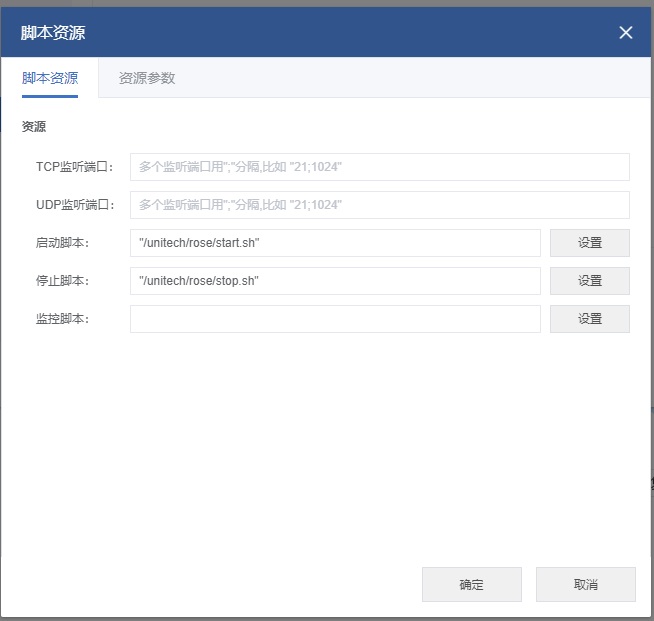 脚本资源
脚本资源 资源参数
资源
TCP监听端口： 多个监听端口用";"分隔,比如 "21;1024"
UDP监听端口： 多个监听端口用";"分隔,比如 "21;1024"
启动脚本： "/unitech/rose/start.sh" 设置
停止脚本： "/unitech/rose/stop.sh" 设置
监控脚本： 设置
确定 取消